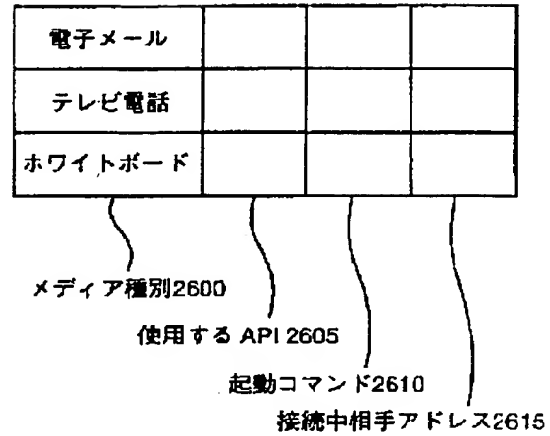 電子メール
テレビ電話
ホワイトボード
メディア種別2600
使用する API 2605
起動コマンド2610
接続中相手アドレス2615